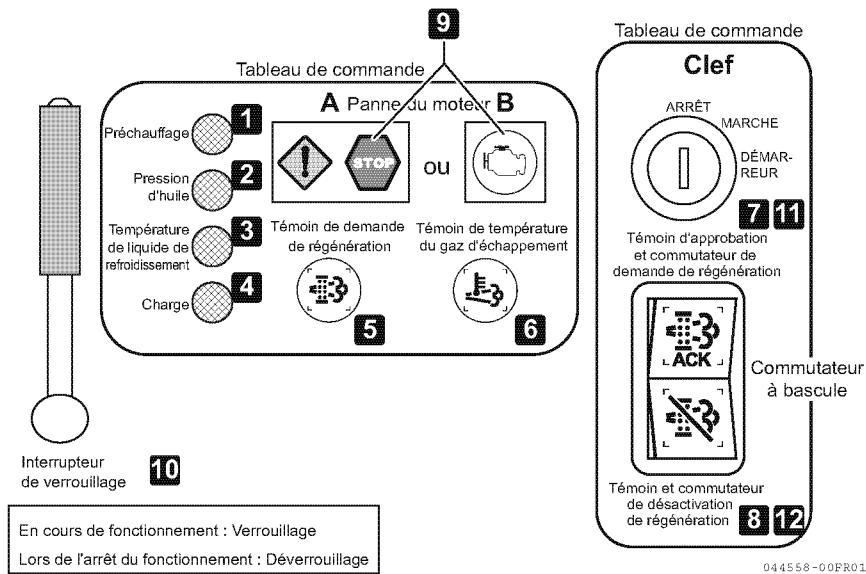 9
Tableau de commande
Tableau de commande
Clef
A Panne du moteur B
Préchauffage
1
STOP
ou
Pression
d'huile
2
Température
de liquide de
refroidissement
3
Charge
4
Témoin de demande
de régénération
5
Témoin de température
du gaz d'échappement
6
ARRÊT
MARCHE
DÉMAR-
REUR
7 11
Témoin d'approbation
et commutateur de
demande de régénération
ACK
Commutateur
à bascule
Témoin et commutateur
de désactivation
de régénération
8 12
Interrupteur
de verrouillage
10
En cours de fonctionnement : Verrouillage
Lors de l'arrêt du fonctionnement : Déverrouillage
044558-00FR01